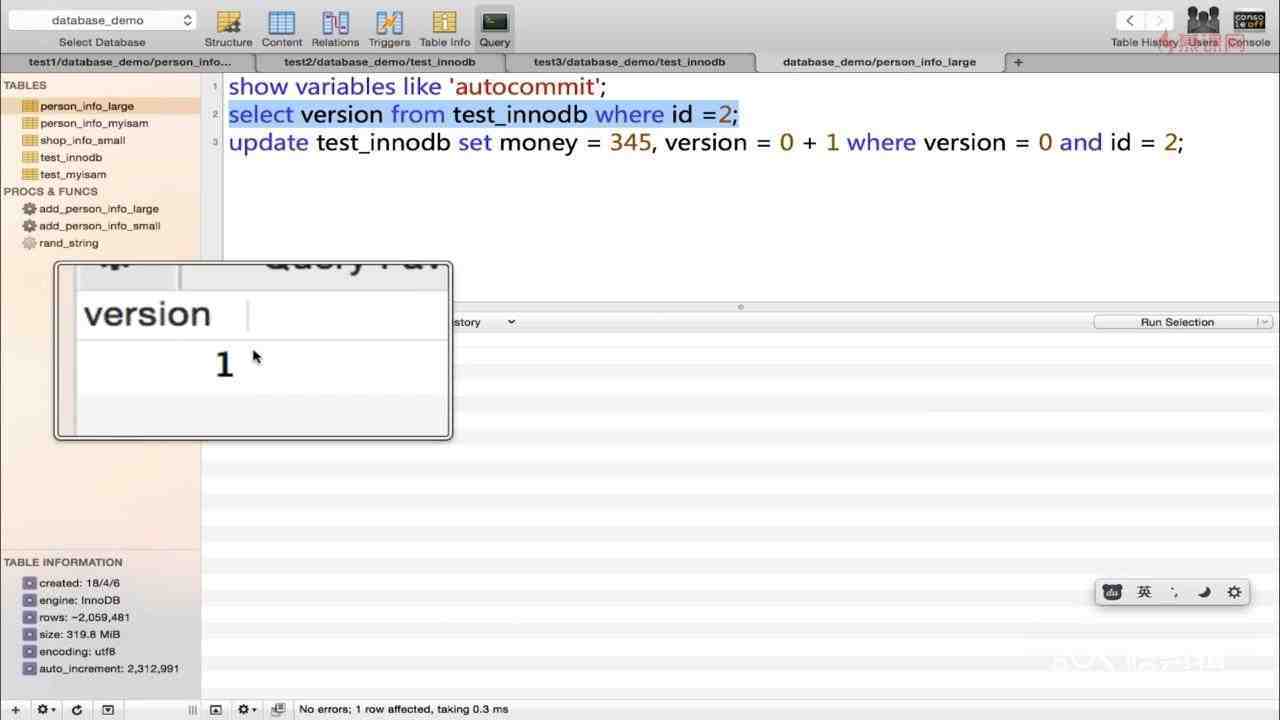 database_demo
Select Database
Structure
Content
Relations
Triggers
Table Info
Query
Table History
Users
Console
conso
le off
test1/database_demo/person_info...
test2/database_demo/test_innodb
test3/database_demo/test_innodb
database_demo/person_info_large
+
TABLES
person_info_large
person_info_myisam
shop_info_small
test_innodb
test_myisam
PROCS & FUNCS
add_person_info_large
add_person_info_small
rand_string
1 show variables like 'autocommit';
2 select version from test_innodb where id =2;
3 update test_innodb set money = 345, version = 0 + 1 where version = 0 and id = 2;
version
1
story
Run Selection
TABLE INFORMATION
created: 18/4/6
engine: InnoDB
rows: ~2,059,481
size: 319.8 MiB
encoding: utf8
auto_increment: 2,312,991
du 英
No errors; 1 row affected, taking 0.3 ms